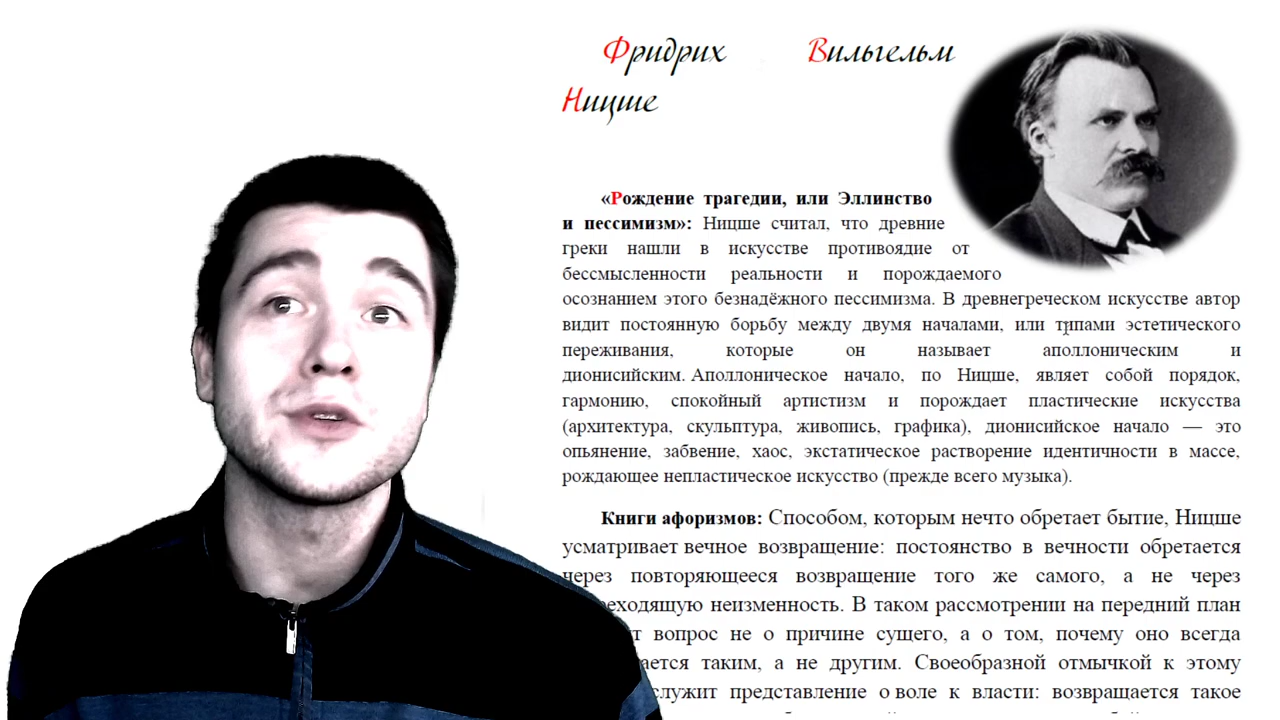 Фридрих Вильгельм
Ницше
«Рождение трагедии, или Эллинство
и пессимизм»: Ницше считал, что древние
греки нашли в искусстве противоядие от
бессмысленности реальности и порождаемого
осознанием этого безнадёжного пессимизма. В древнегреческом искусстве автор
видит постоянную борьбу между двумя началами, или типами эстетического
переживания, которые он называет аполлоническим и
дионисийским. Аполлоническое начало, по Ницше, являет собой порядок,
гармонию, спокойный артистизм и порождает пластические искусства
(архитектура, скульптура, живопись, графика), дионисийское начало — это
опьянение, забвение, хаос, экстатическое растворение идентичности в массе,
рождающее непластическое искусство (прежде всего музыка).
Книги афоризмов: Способом, которым нечто обретает бытие, Ницше
усматривает вечное возвращение: постоянство в вечности обретается
через повторяющееся возвращение того же самого, а не через
неизменность. В таком рассмотрении на передний план
вопрос не о причине сущего, а о том, почему оно всегда
таким, а не другим. Своеобразной отмычкой к этому
служит представление о воле к власти: возвращается такое